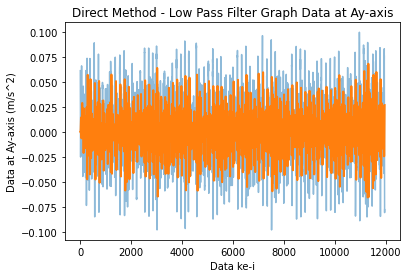 Direct Method - Low Pass Filter Graph Data at Ay-axis
Data at Ay-axis (m/s^2)
0.100
0.075
0.050
0.025
0.000
−0.025
−0.050
−0.075
−0.100
0 2000 4000 6000 8000 10000 12000
Data ke-i